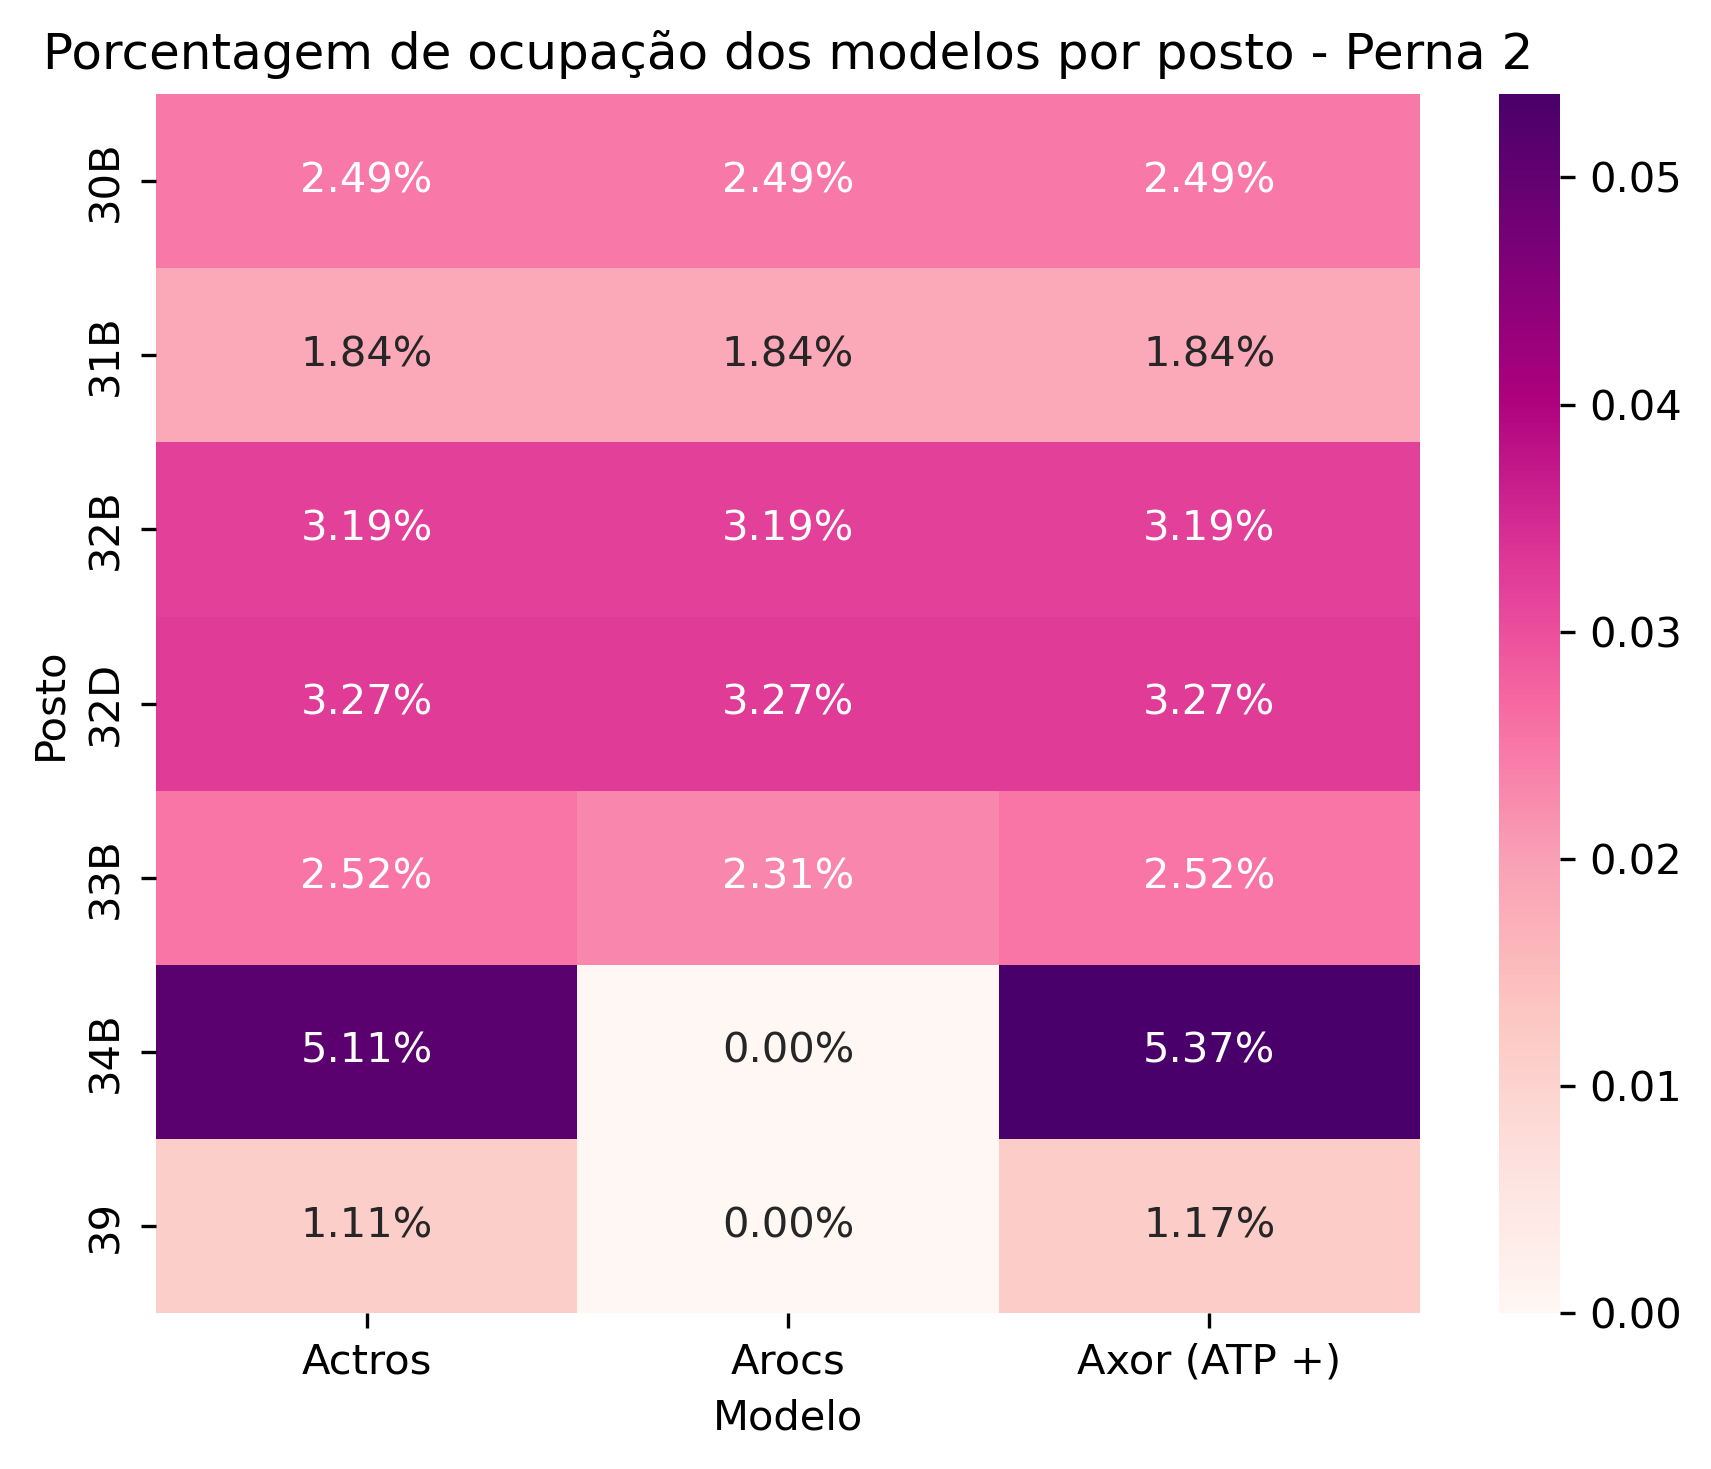 Porcentagem de ocupação dos modelos por posto - Perna 2
Posto
30B 2.49% 2.49% 2.49%
31B 1.84% 1.84% 1.84%
32B 3.19% 3.19% 3.19%
32D 3.27% 3.27% 3.27%
33B 2.52% 2.31% 2.52%
34B 5.11% 0.00% 5.37%
39 1.11% 0.00% 1.17%
Actros Arocs Axor (ATP +)
Modelo
0.05
0.04
0.03
0.02
0.01
0.00